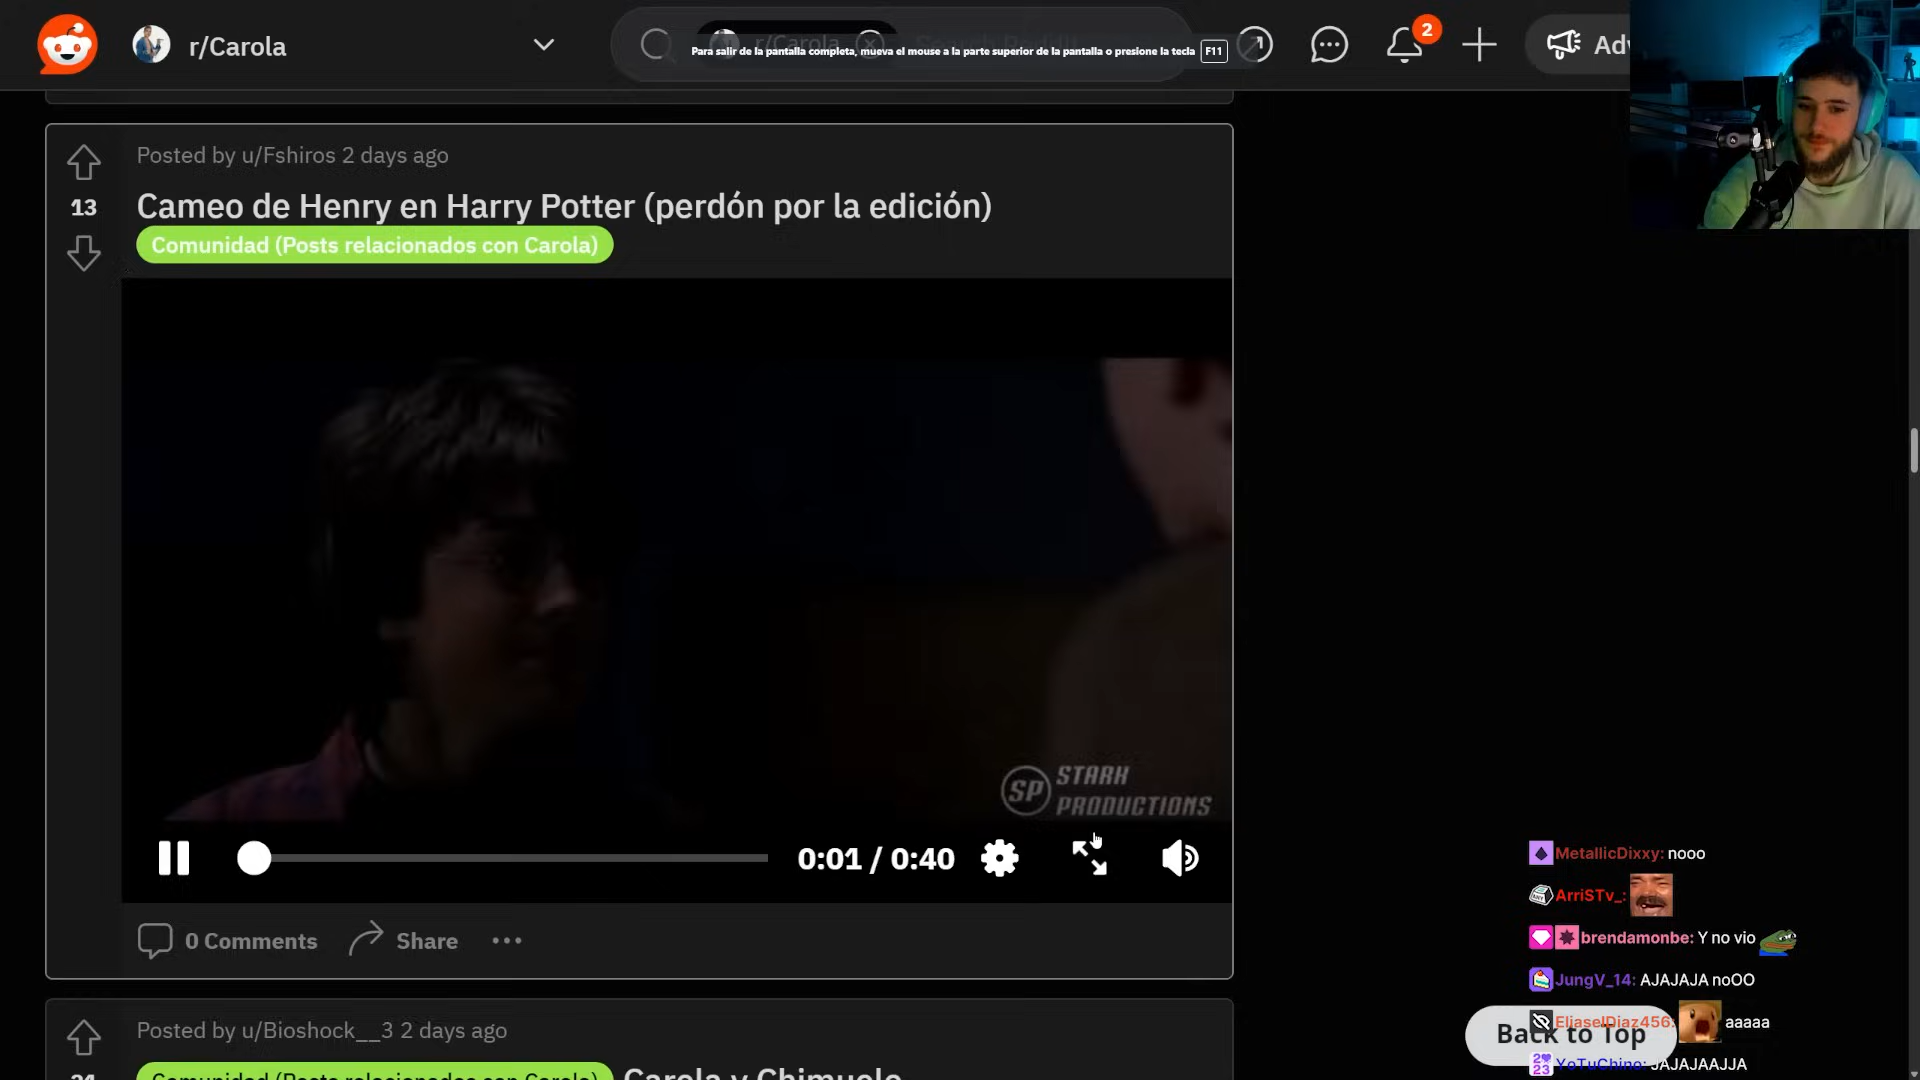 r/Carola
Para salir de la pantalla completa, mueva el mouse a la parte superior de la pantalla o presione la tecla F11
2
Posted by u/Fshiros 2 days ago
13
Cameo de Henry en Harry Potter (perdón por la edición)
Comunidad (Posts relacionados con Carola)
SP STARK
PRODUCTIONS
0:01 / 0:40
0 Comments
Share
Posted by u/Bioshock__3 2 days ago
Comunidad (Posts relacionados con Carola) Carola y Chimuelo
MetallicDixxy: nooo
ArriSTv_:
brendamonbe: Y no vio
JungV_14: AJAJAJA noOO
EliaselDiaz456: aaaaa
Back to Top
YoTuChino: JAJAJAAJJA